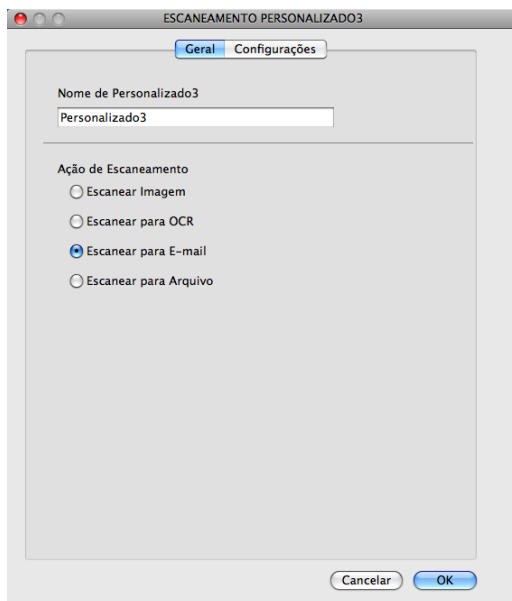 ESCANEAMENTO PERSONALIZADO3
Geral Configurações
Nome de Personalizado3
Personalizado3
Ação de Escaneamento
Escanear Imagem
Escanear para OCR
Escanear para E-mail
Escanear para Arquivo
Cancelar OK